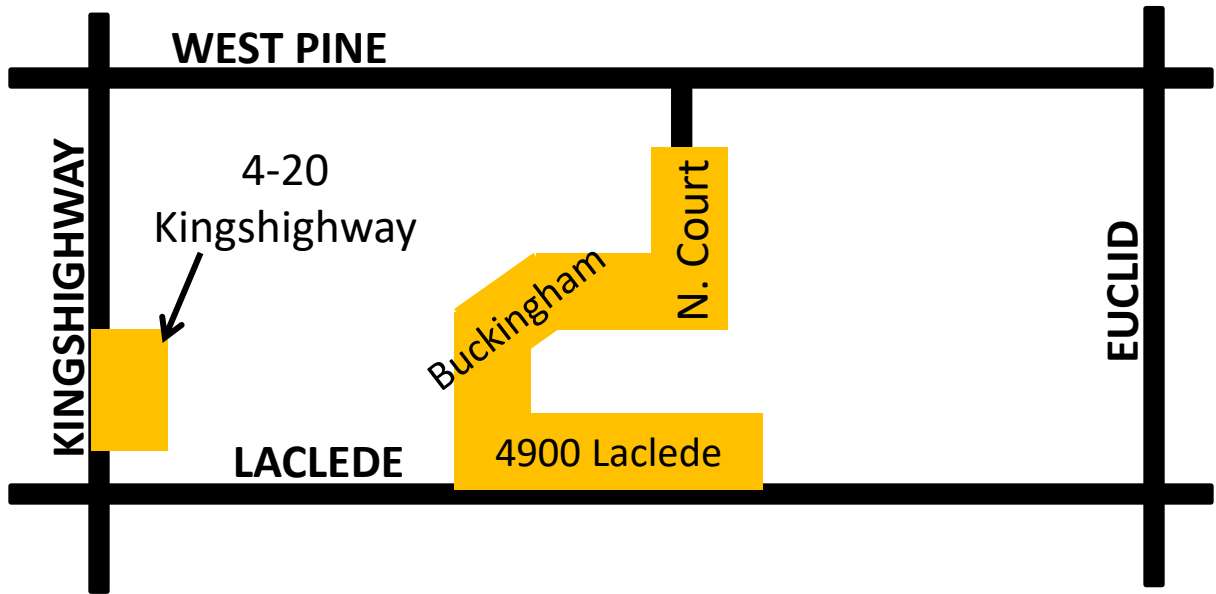 WEST PINE
KINGSHIGHWAY
4-20
Kingshighway
N. Court
Buckingham
EUCLID
LACLEDE
4900 Laclede